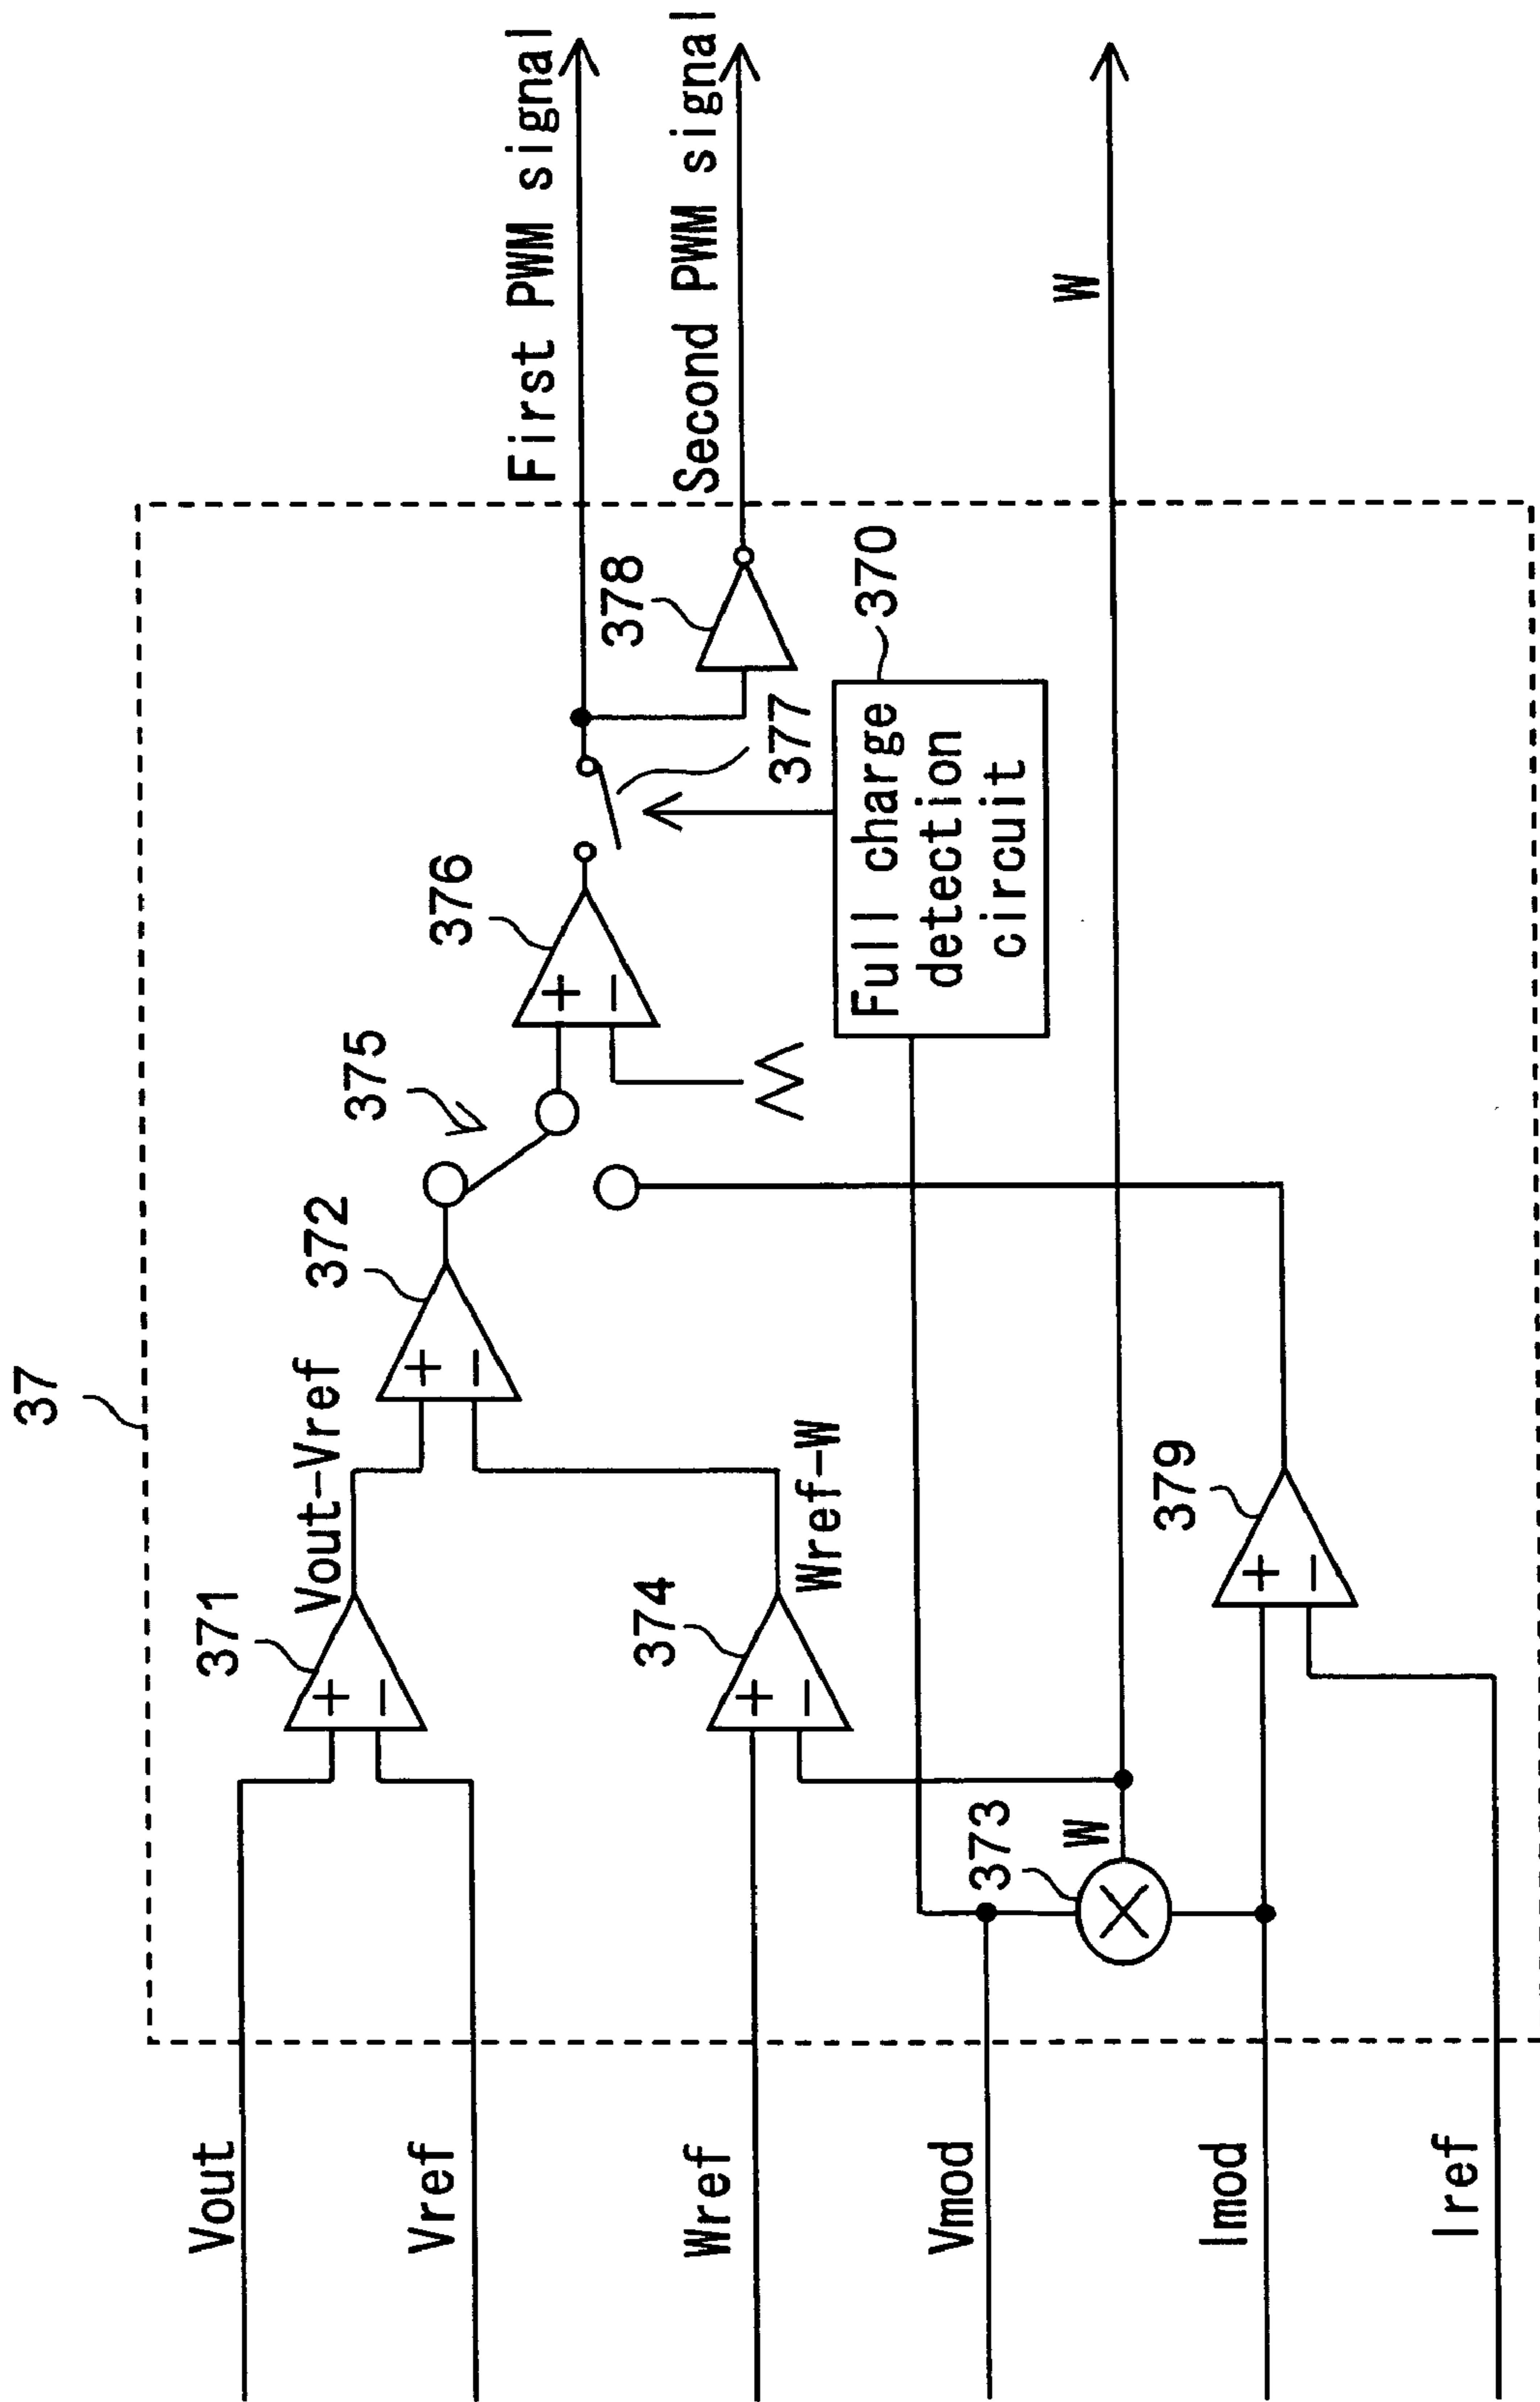 37
Vout
Vref
Wref
Vmod
Imod
Iref
371
+
−
Vout−Vref
372
+
−
374
+
−
Wref−W
373
W
379
+
−
375
376
+
−
377
378
Full charge
detection
circuit
370
First PWM signal
Second PWM signal
W